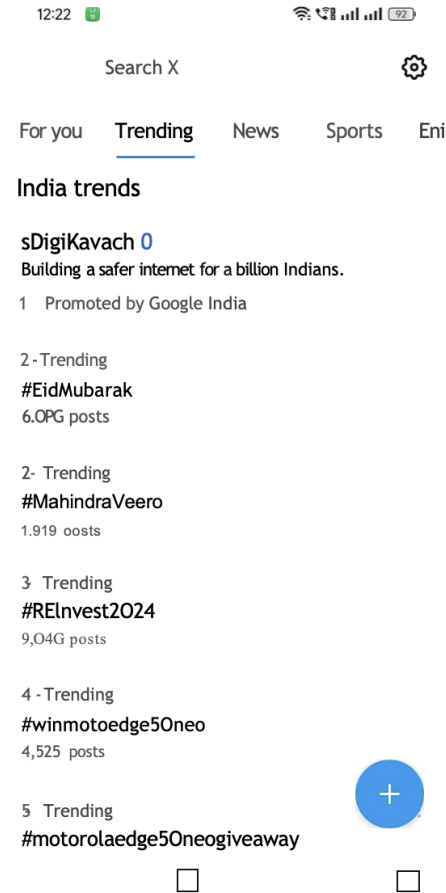 12:22
92
Search X
For you Trending News Sports Eni
India trends
sDigiKavach 0
Building a safer internet for a billion Indians.
1 Promoted by Google India
2 - Trending
#EidMubarak
6.OPG posts
2- Trending
#MahindraVeero
1.919 oosts
3 Trending
#RElnvest2O24
9,O4G posts
4 - Trending
#winmotoedge5Oneo
4,525 posts
5 Trending
#motorolaedge5Oneogiveaway